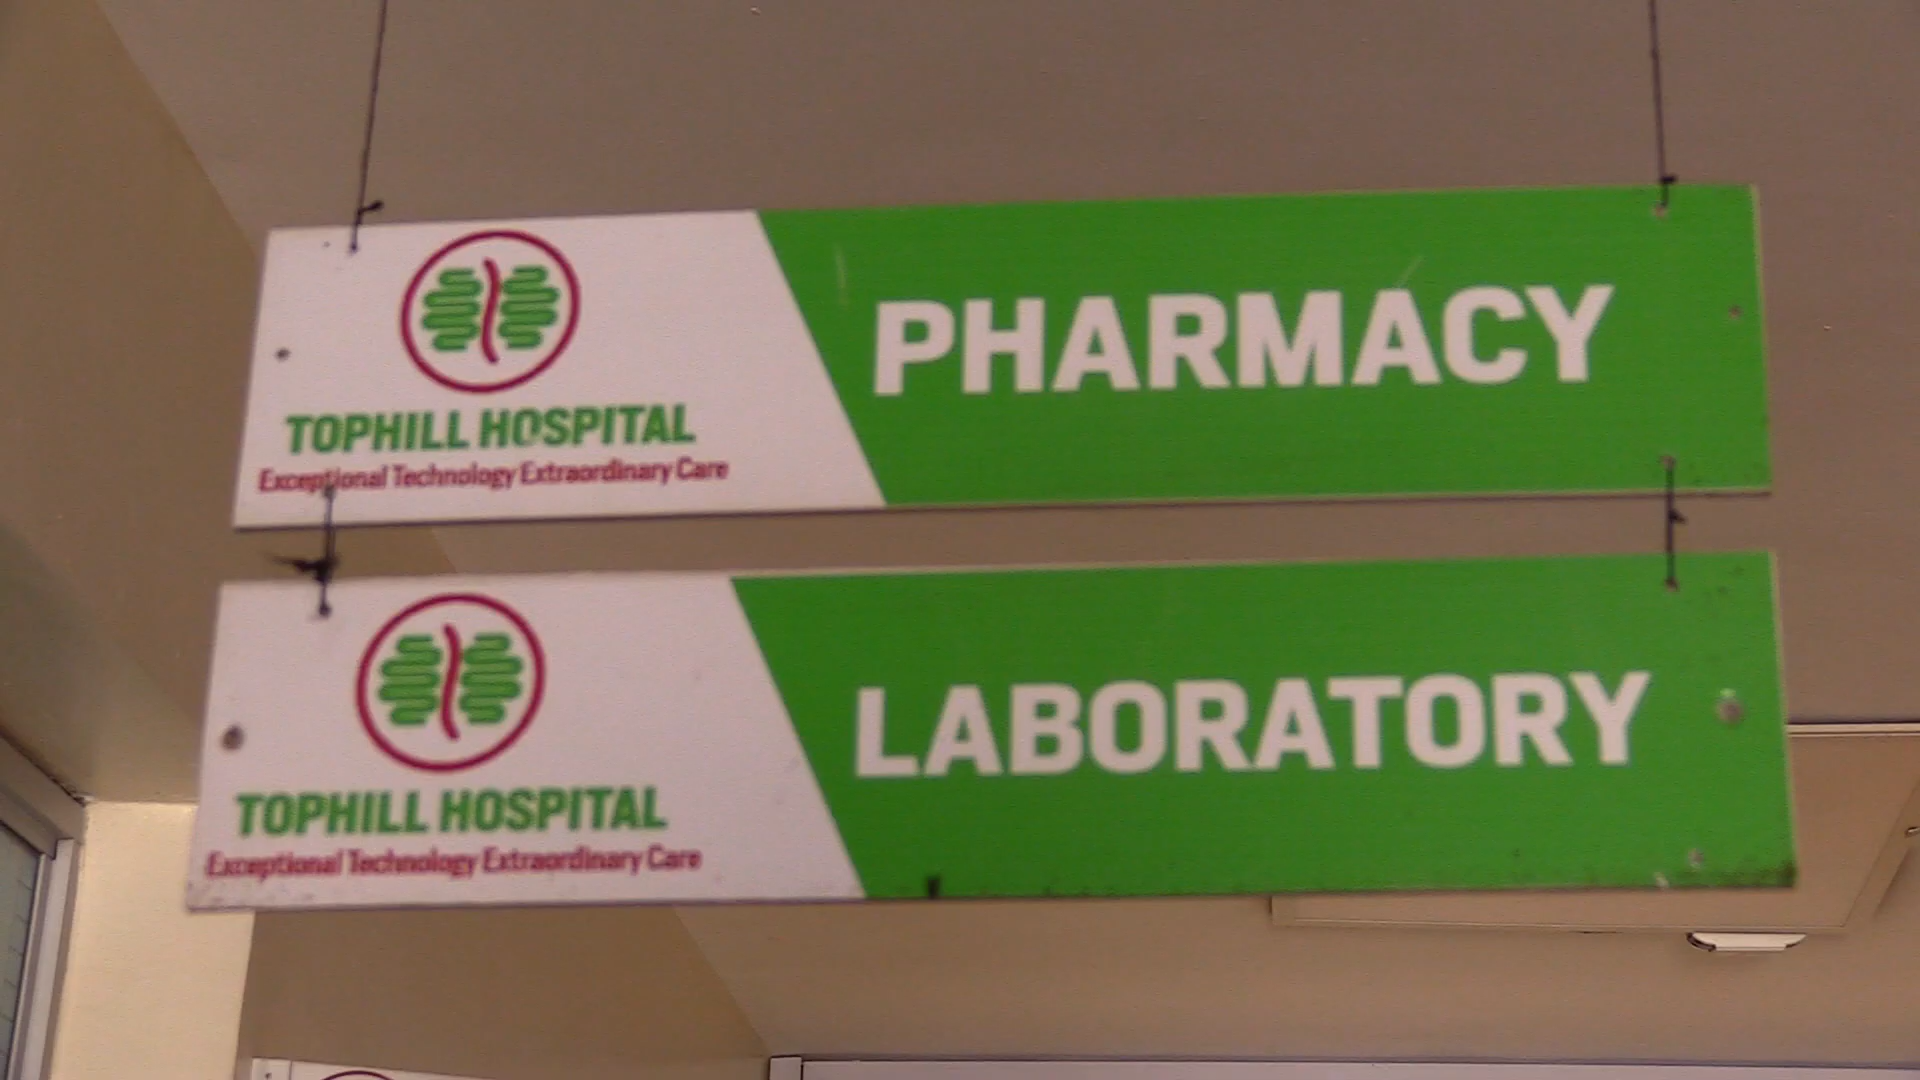 TOPHILL HOSPITAL
Exceptional Technology Extraordinary Care
PHARMACY
TOPHILL HOSPITAL
Exceptional Technology Extraordinary Care
LABORATORY